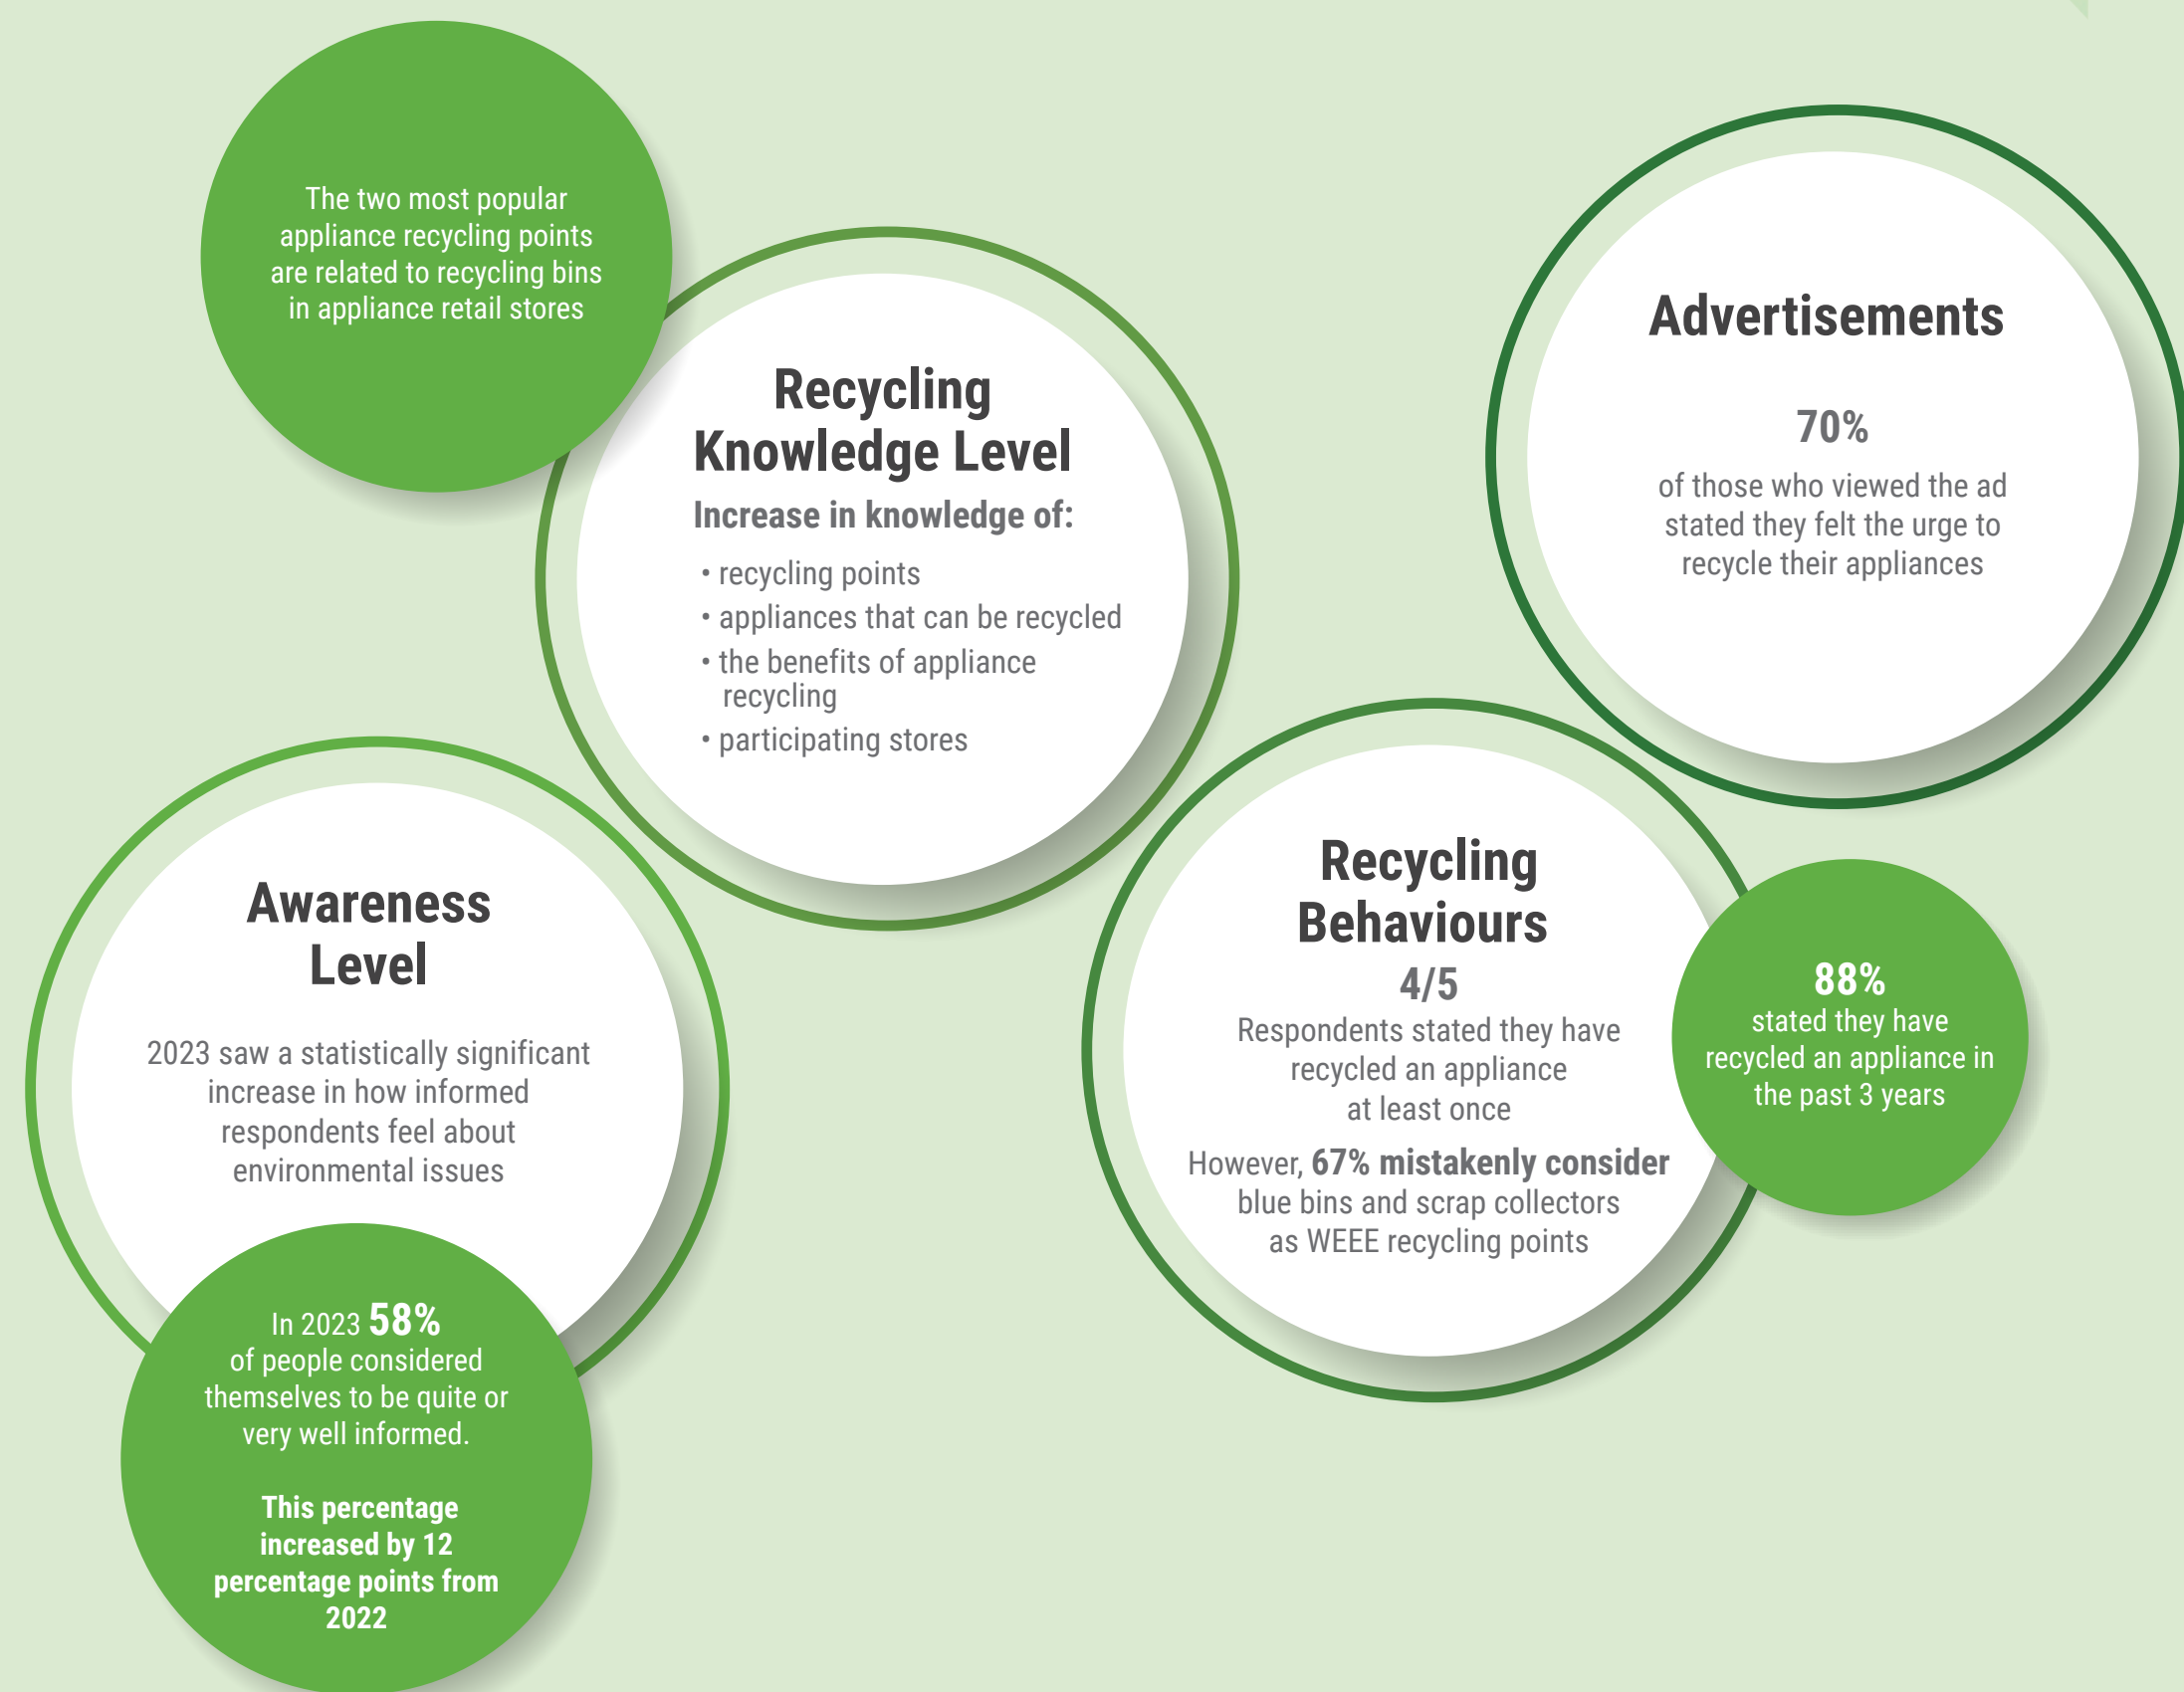 The two most popular
appliance recycling points
are related to recycling bins
in appliance retail stores
Recycling
Knowledge Level
Increase in knowledge of:
• recycling points
• appliances that can be recycled
• the benefits of appliance
recycling
• participating stores
Advertisements
70%
of those who viewed the ad
stated they felt the urge to
recycle their appliances
Awareness
Level
2023 saw a statistically significant
increase in how informed
respondents feel about
environmental issues
In 2023 58%
of people considered
themselves to be quite or
very well informed.
This percentage
increased by 12
percentage points from
2022
Recycling
Behaviours
4/5
Respondents stated they have
recycled an appliance
at least once
However, 67% mistakenly consider
blue bins and scrap collectors
as WEEE recycling points
88%
stated they have
recycled an appliance in
the past 3 years